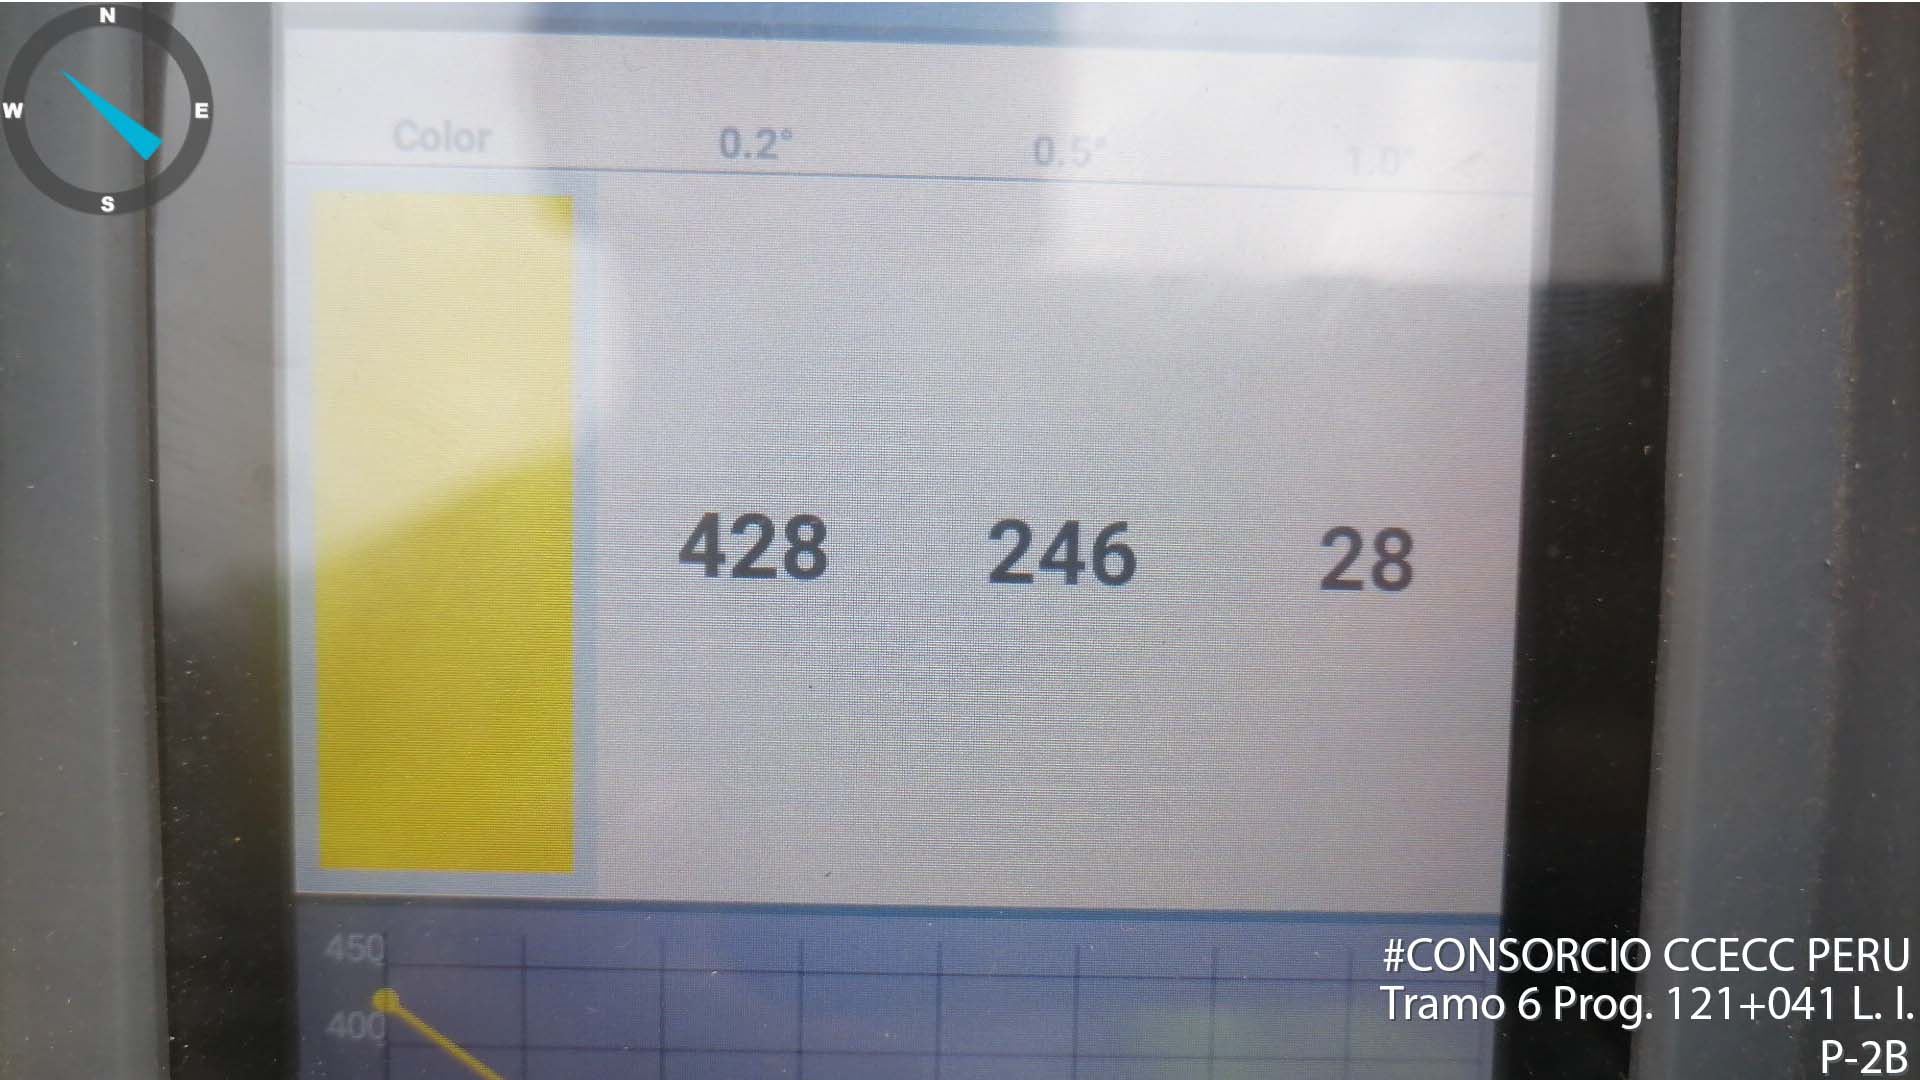 N
W E
S
Color 0.2° 0.5° 1.0°
428 246 28
450
400
#CONSORCIO CCECC PERU
Tramo 6 Prog. 121+041 L. I.
P-2B